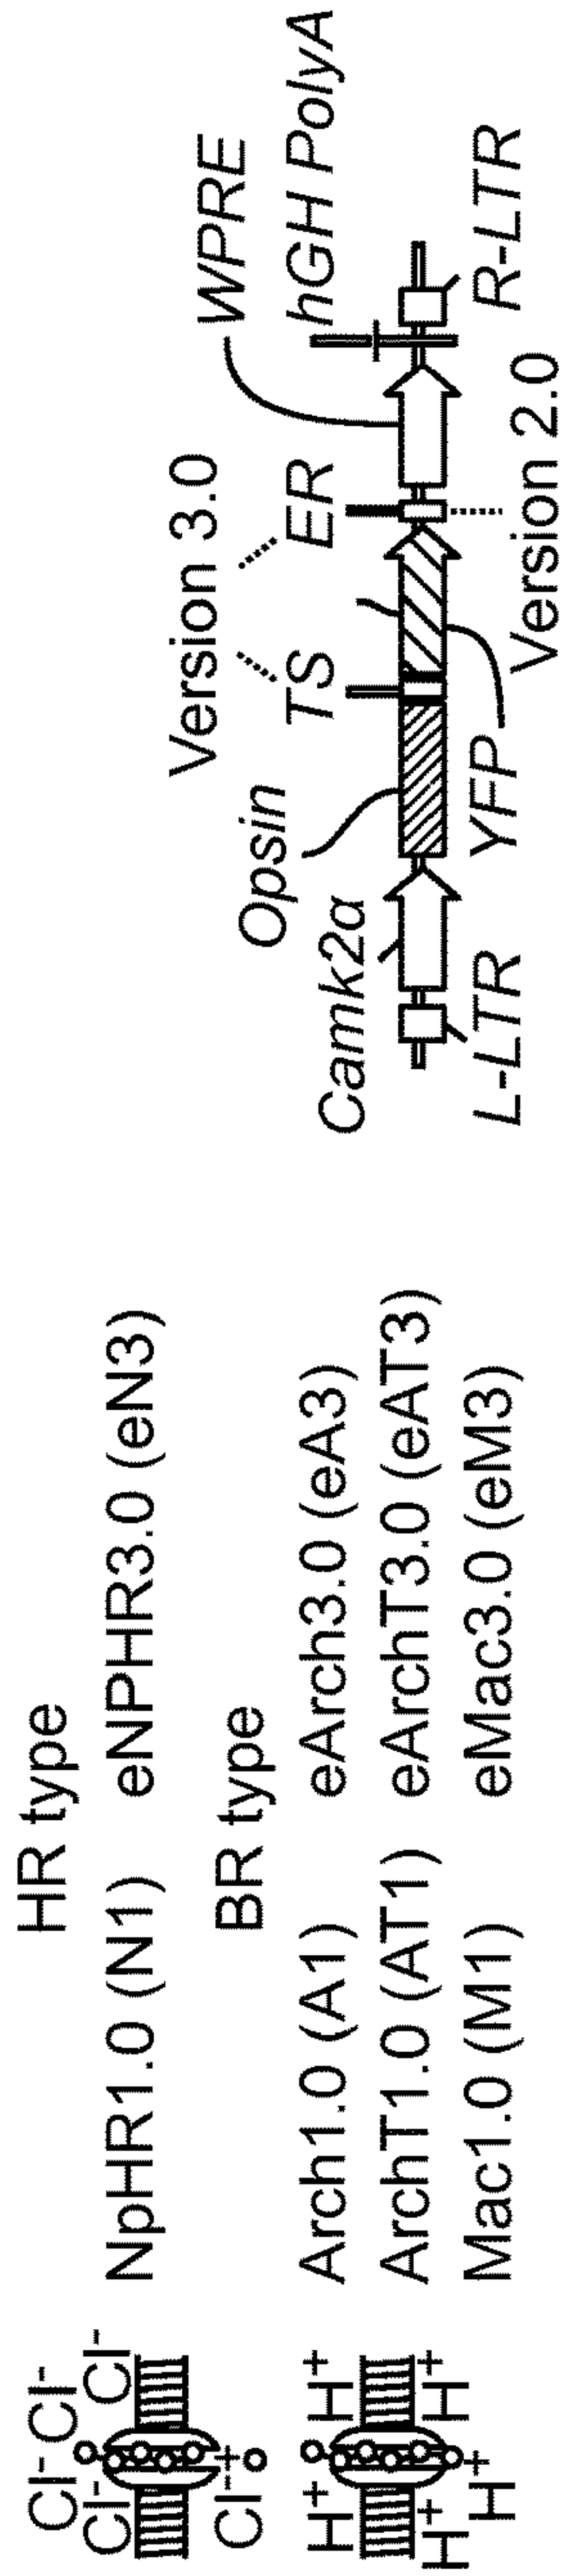 HR type
Cl- Cl-
Cl- Cl-
NpHR1.0 (N1) eNPHR3.0 (eN3)
Cl-+
BR type
H+ H+
Arch1.0 (A1) eArch3.0 (eA3)
ArchT1.0 (AT1) eArchT3.0 (eAT3)
H+ H+
H+
Mac1.0 (M1) eMac3.0 (eM3)
Version 3.0
WPRE
Opsin
TS ER hGH PolyA
Camk2α
L-LTR YFP R-LTR
Version 2.0